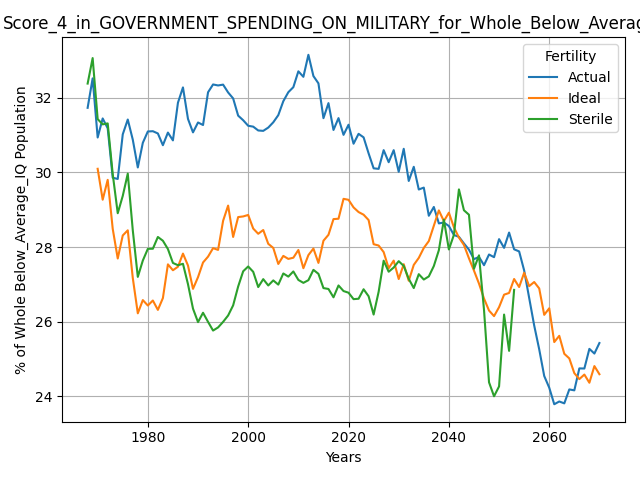 Score_4_in_GOVERNMENT_SPENDING_ON_MILITARY_for_Whole_Below_Averag
Fertility
Actual
Ideal
Sterile
% of Whole Below_Average_IQ Population
32
30
28
26
24
1980 2000 2020 2040 2060
Years